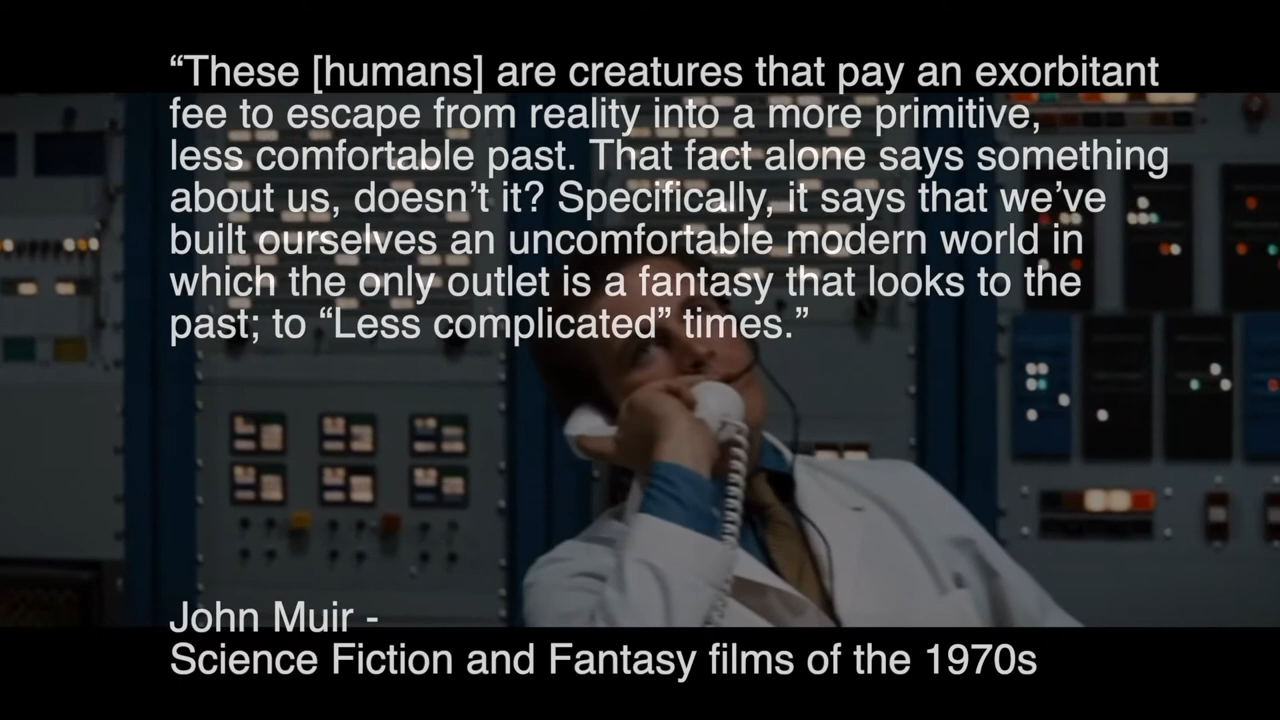 “These [humans] are creatures that pay an exorbitant
fee to escape from reality into a more primitive,
less comfortable past. That fact alone says something
about us, doesn’t it? Specifically, it says that we’ve
built ourselves an uncomfortable modern world in
which the only outlet is a fantasy that looks to the
past; to “Less complicated” times.”
John Muir -
Science Fiction and Fantasy films of the 1970s